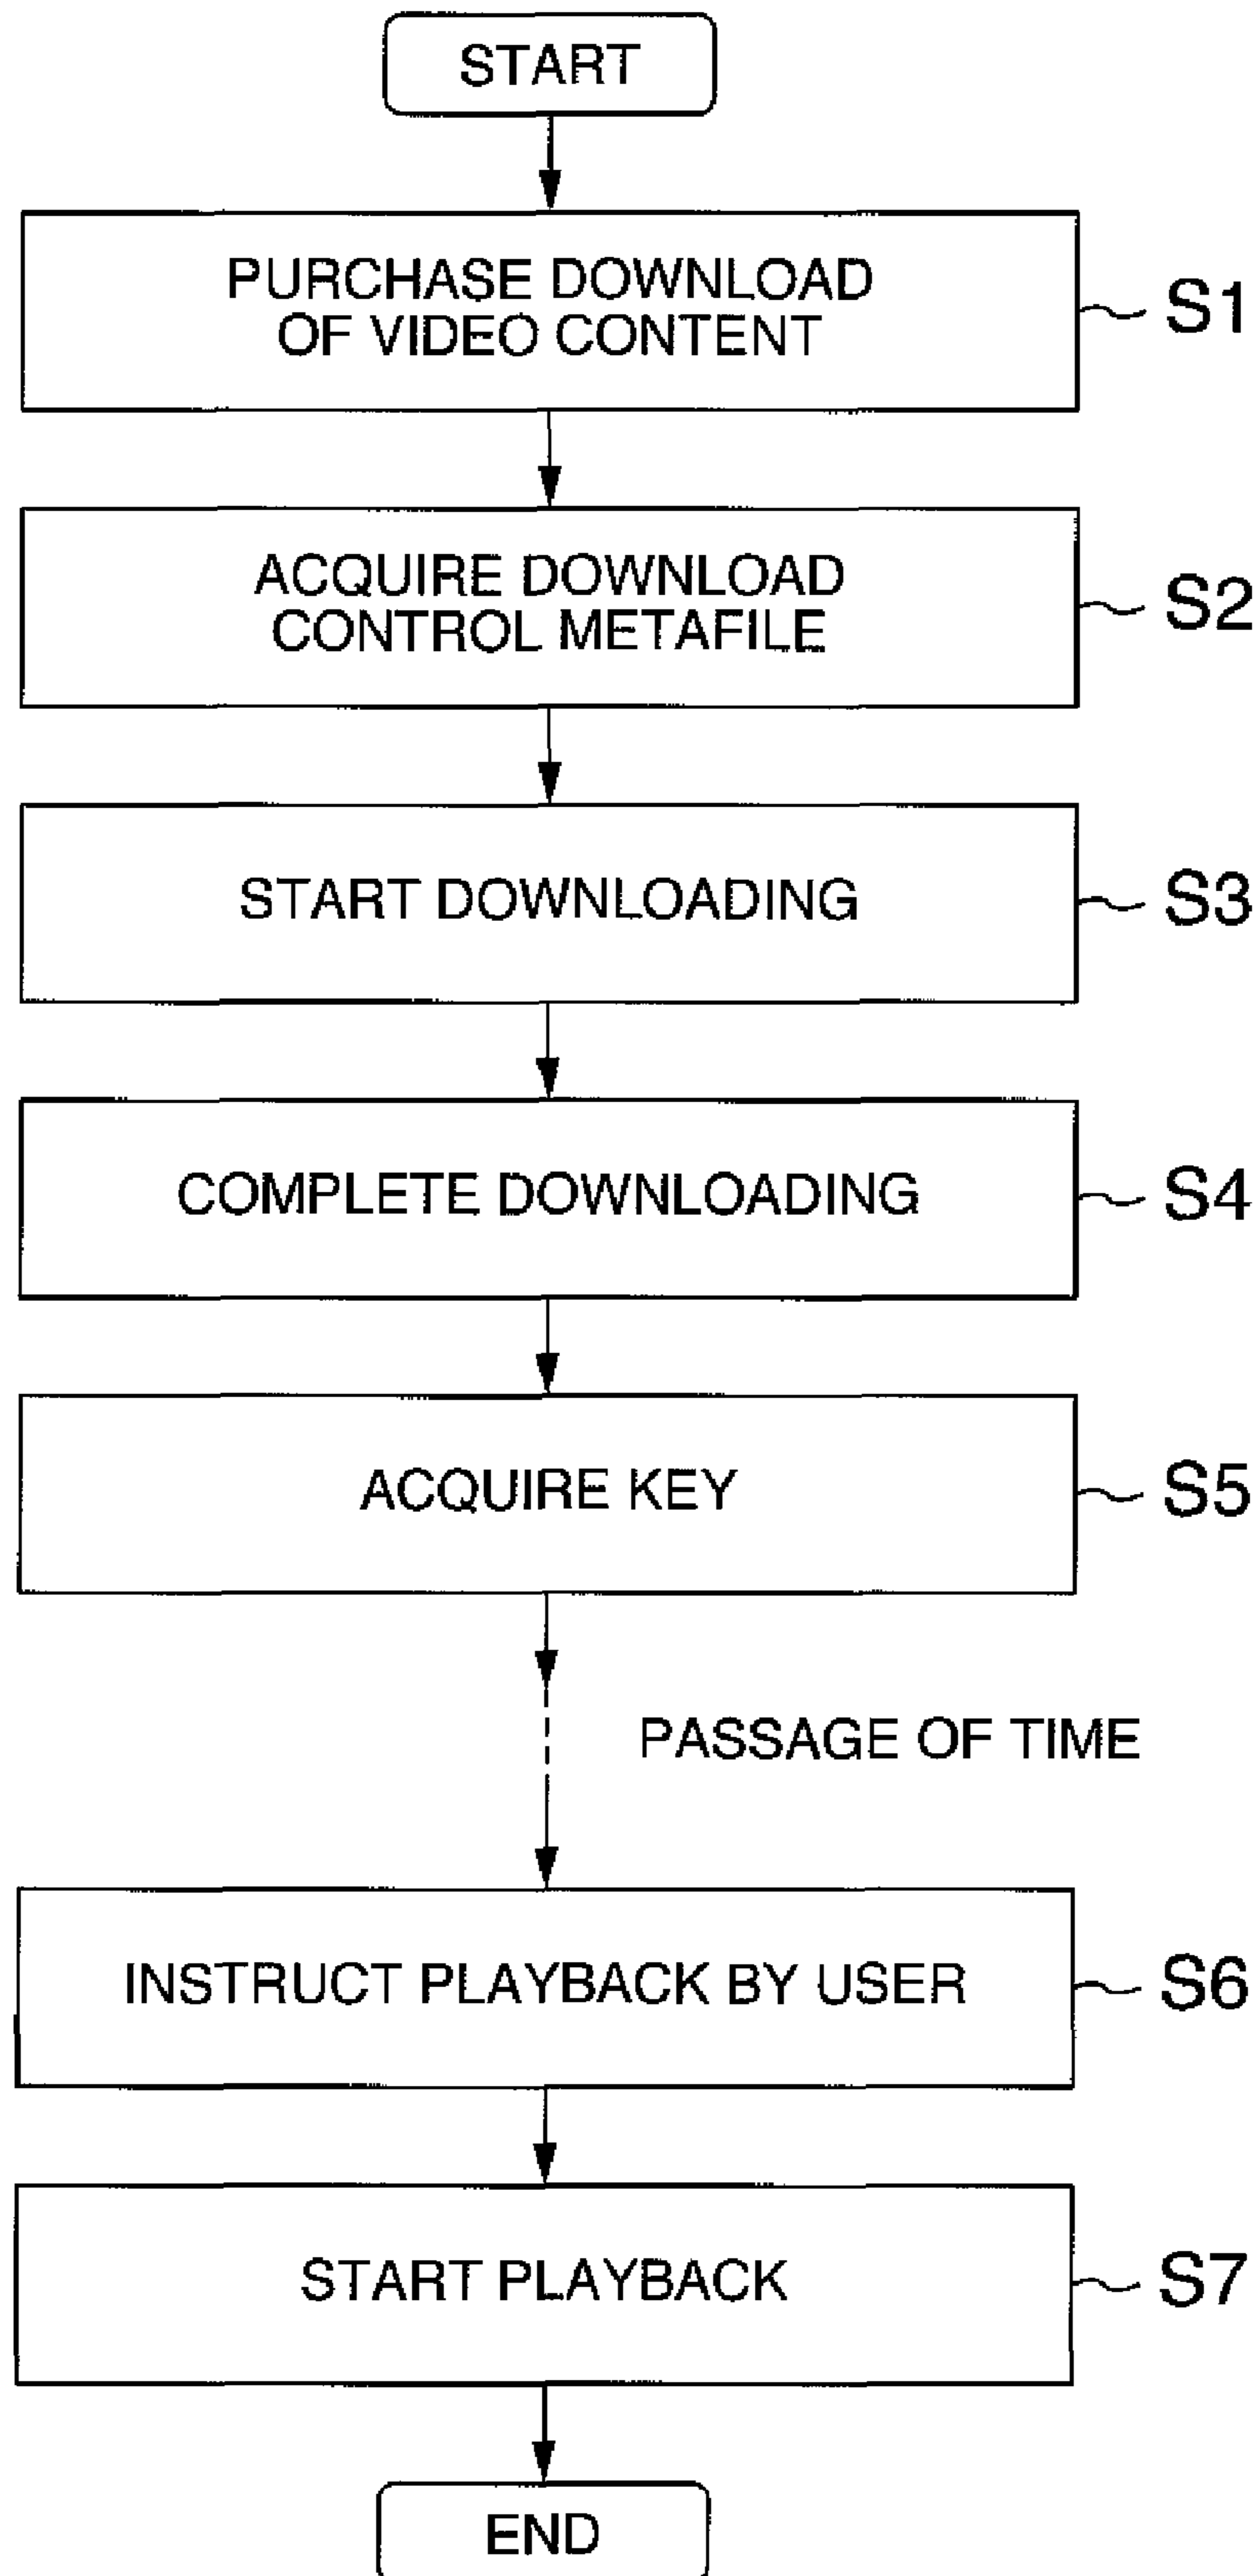 START
PURCHASE DOWNLOAD
OF VIDEO CONTENT
S1
ACQUIRE DOWNLOAD
CONTROL METAFILE
S2
START DOWNLOADING
S3
COMPLETE DOWNLOADING
S4
ACQUIRE KEY
S5
PASSAGE OF TIME
INSTRUCT PLAYBACK BY USER
S6
START PLAYBACK
S7
END